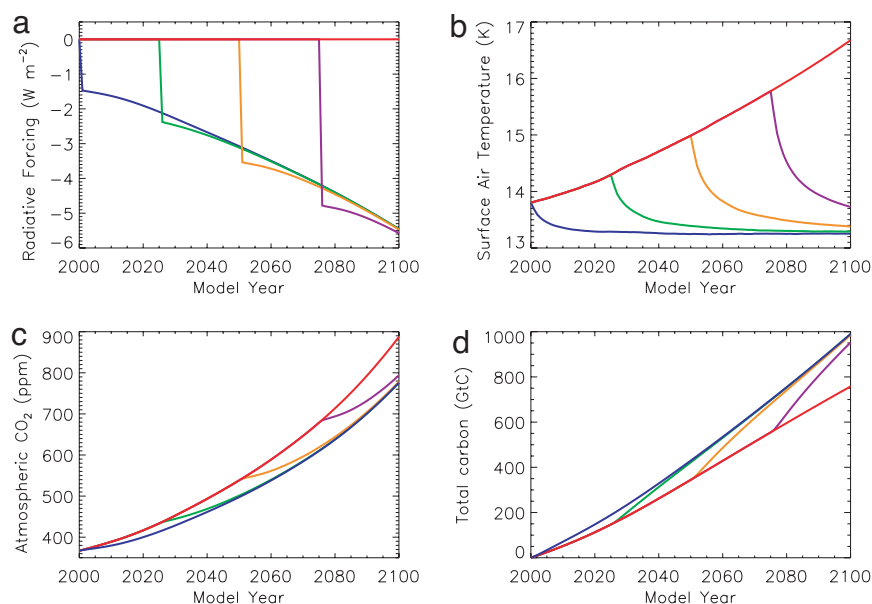 a
Radiative Forcing (W m⁻²)
0
−1
−2
−3
−4
−5
−6
2000 2020 2040 2060 2080 2100
Model Year
b
Surface Air Temperature (K)
17
16
15
14
13
2000 2020 2040 2060 2080 2100
Model Year
c
Atmospheric CO₂ (ppm)
900
800
700
600
500
400
2000 2020 2040 2060 2080 2100
Model Year
d
Total carbon (GtC)
1000
800
600
400
200
0
2000 2020 2040 2060 2080 2100
Model Year